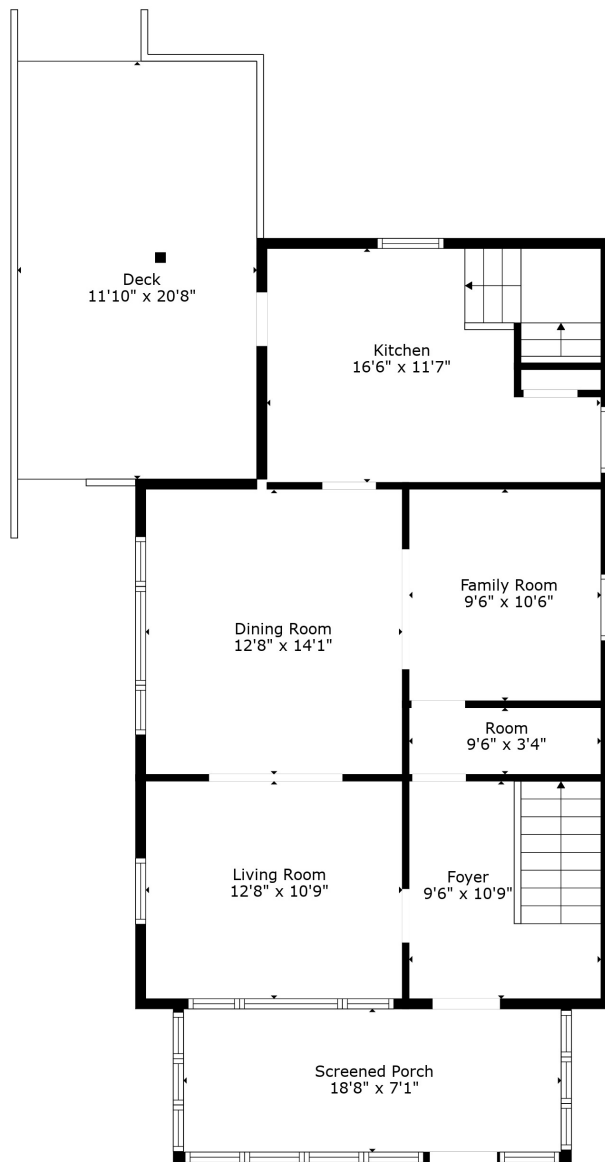 Deck
11'10" x 20'8"
Kitchen
16'6" x 11'7"
Family Room
9'6" x 10'6"
Dining Room
12'8" x 14'1"
Room
9'6" x 3'4"
Living Room
12'8" x 10'9"
Foyer
9'6" x 10'9"
Screened Porch
18'8" x 7'1"